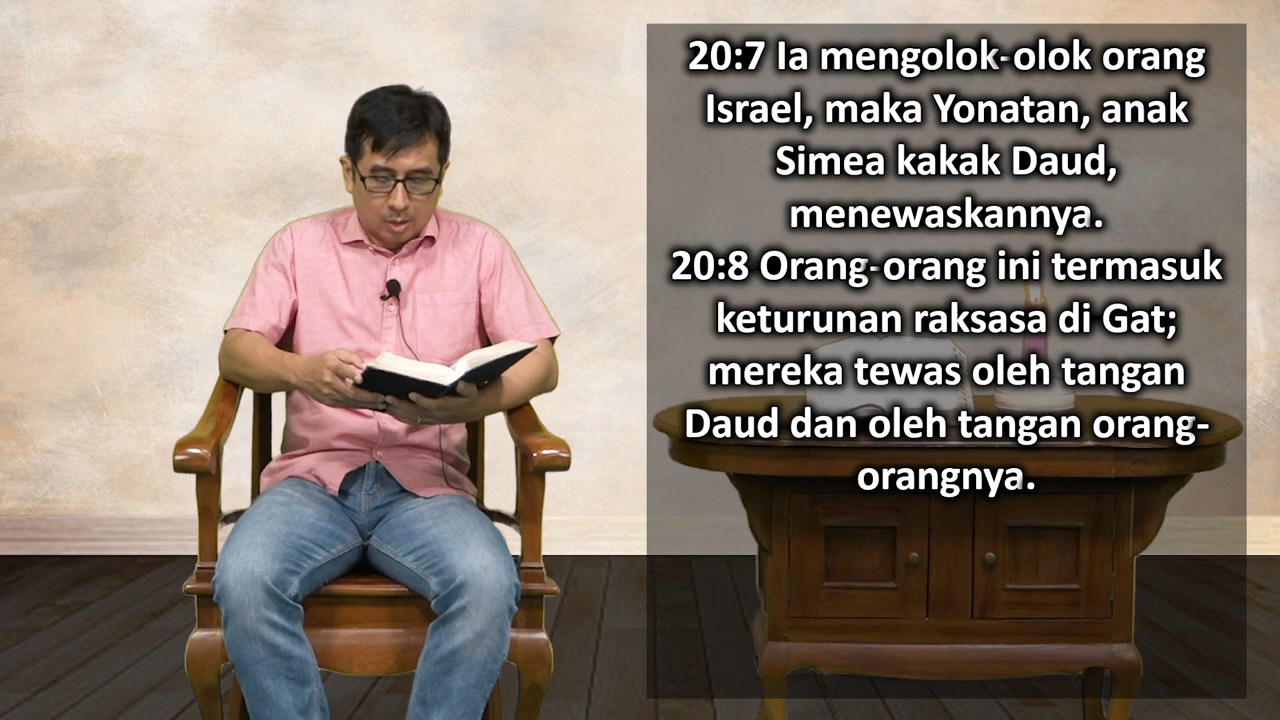 20:7 Ia mengolok-olok orang
Israel, maka Yonatan, anak
Simea kakak Daud,
menewaskannya.
20:8 Orang-orang ini termasuk
keturunan raksasa di Gat;
mereka tewas oleh tangan
Daud dan oleh tangan orang-
orangnya.